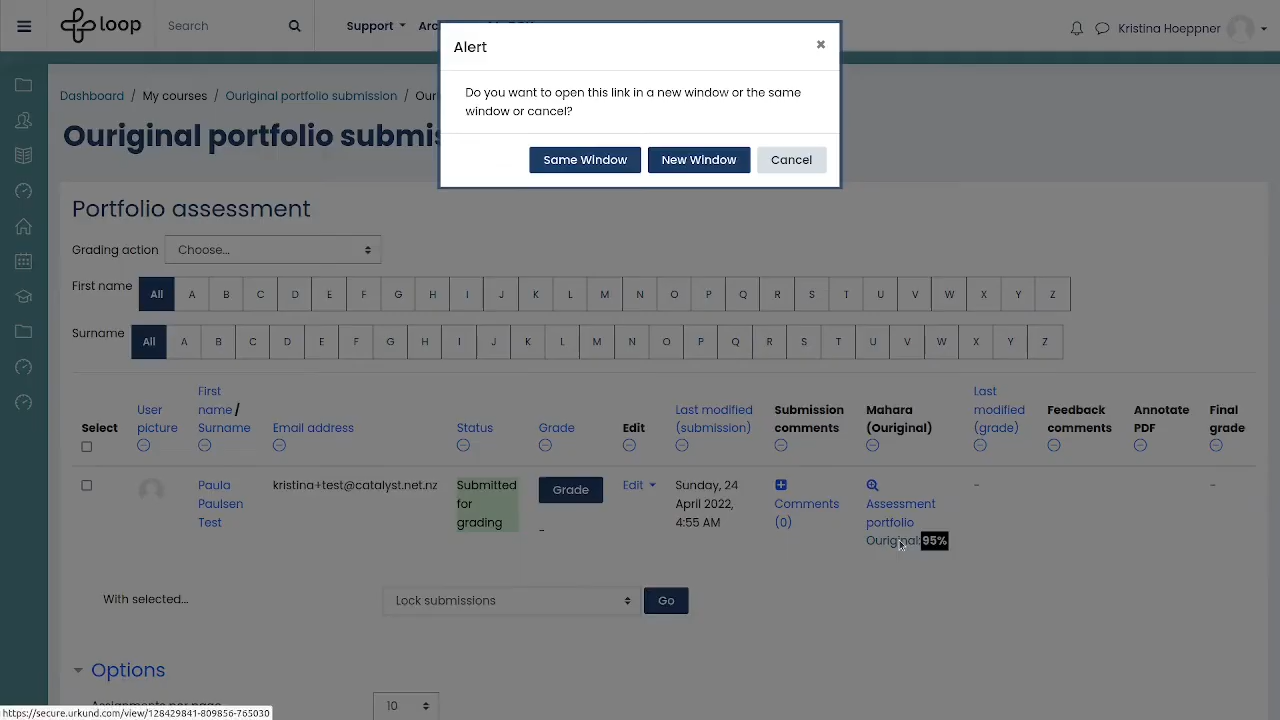 loop
Search
Support
Kristina Hoeppner
Alert
×
Do you want to open this link in a new window or the same
window or cancel?
Same Window
New Window
Cancel
Dashboard / My courses / Ouriginal portfolio submission /
Ouriginal portfolio
Portfolio assessment
Grading action
Choose...
First name
All A B C D E F G H I J K L M N O P Q R S T U V W X Y Z
Surname
All A B C D E F G H I J K L M N O P Q R S T U V W X Y Z
Select
User
picture
First
name /
Surname
Email address
Status
Grade
Edit
Last modified
(submission)
Submission
comments
Mahara
(Ouriginal)
Last
modified
(grade)
Feedback
comments
Annotate
PDF
Final
grade
Paula
Paulsen
Test
kristina+test@catalyst.net.nz
Submitted
for
grading
Grade
-
Edit
Sunday, 24
April 2022,
4:55 AM
Comments
(0)
Assessment
portfolio
Ouriginal: 95%
-
-
With selected...
Lock submissions
Go
Options
Assignments per page
10
https://secure.urkund.com/view/128429841-809856-765030